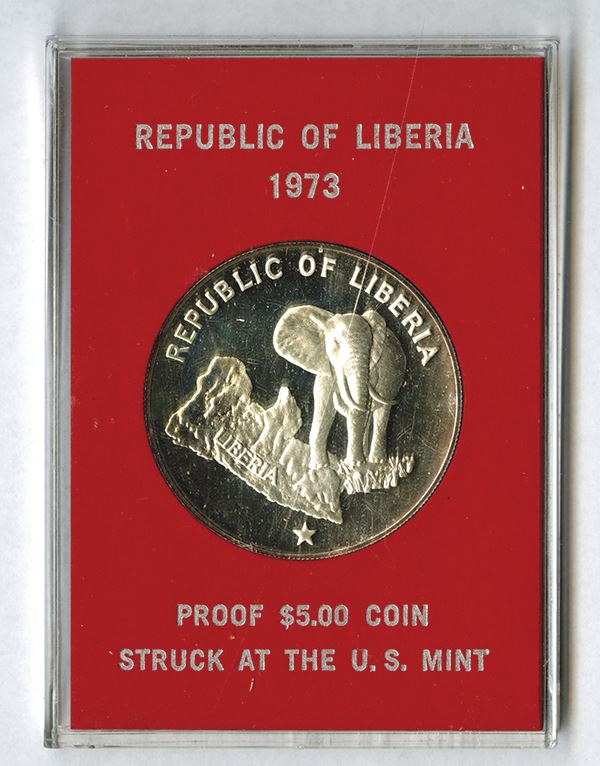 REPUBLIC OF LIBERIA
1973
REPUBLIC OF LIBERIA
LIBERIA
PROOF $5.00 COIN
STRUCK AT THE U.S. MINT